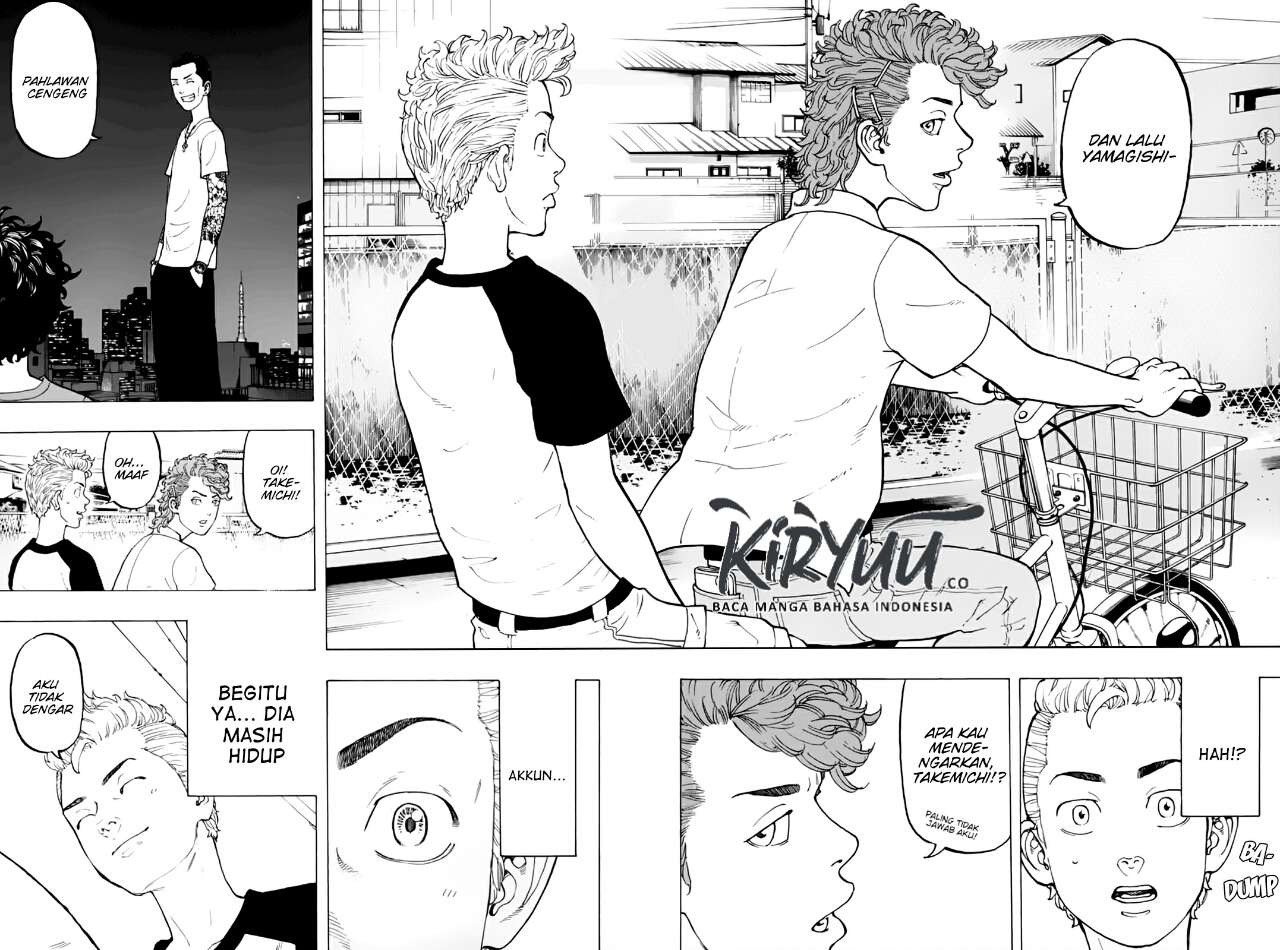 DAN LALU
YAMAGISHI-
HAH!?
BA-
DUMP
APA KAU
MENDE-
NGARKAN,
TAKEMICHI!?
PALING TIDAK
JAWAB AKU!
AKKUN...
PAHLAWAN
CENGENG
OI!
TAKE-
MICHI!
OH...
MAAF
BEGITU
YA... DIA
MASIH
HIDUP
AKU
TIDAK
DENGAR
KIRYUU
.CO
BACA MANGA BAHASA INDONESIA